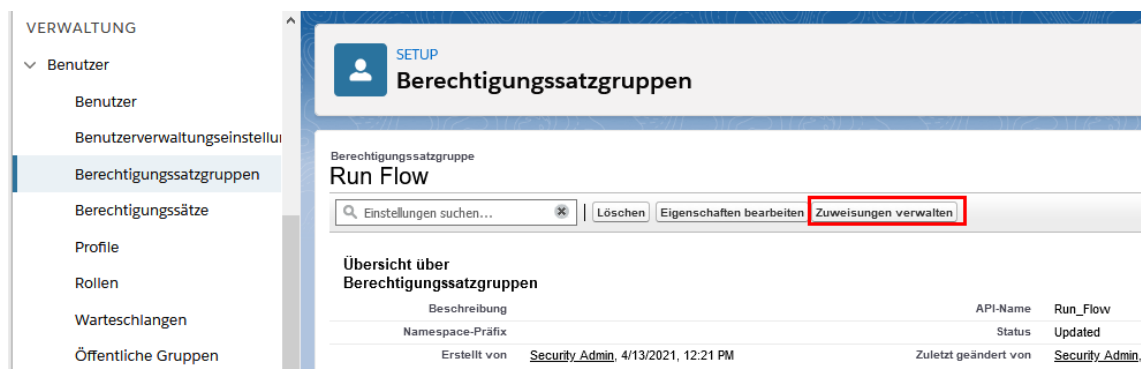 VERWALTUNG
Benutzer
Benutzer
Benutzerverwaltungseinstellu
Berechtigungssatzgruppen
Berechtigungssätze
Profile
Rollen
Warteschlangen
Öffentliche Gruppen
SETUP
Berechtigungssatzgruppen
Berechtigungssatzgruppe
Run Flow
Einstellungen suchen... Löschen Eigenschaften bearbeiten Zuweisungen verwalten
Übersicht über
Berechtigungssatzgruppen
Beschreibung API-Name Run_Flow
Namespace-Präfix Status Updated
Erstellt von Security Admin, 4/13/2021, 12:21 PM Zuletzt geändert von Security Admin,